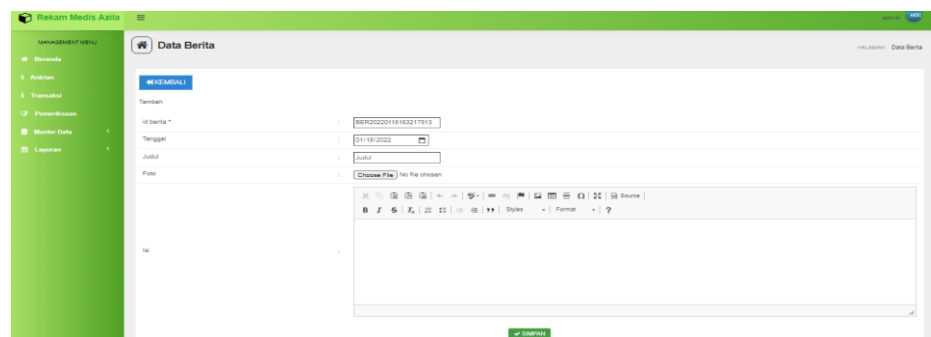 Rekam Medis Azila
MANAGEMENT MENU
Beranda
Antrian
Transaksi
Pemeriksaan
Master Data
Laporan
Data Berita
HALAMAN: Data Berita
KEMBALI
Tambah
id berita * :
Tanggal : 01/18/2022
Judul : Judul
Foto : Choose File No file chosen
Source
B I S Tx Styles Format ?
Isi :
SIMPAN